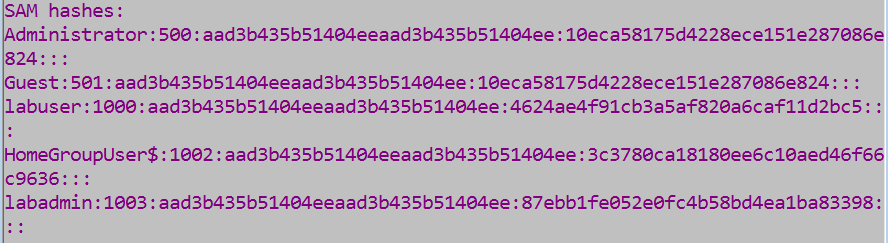 SAM hashes:
Administrator:500:aad3b435b51404eeaad3b435b51404ee:10eca58175d4228ece151e287086e
824:::
Guest:501:aad3b435b51404eeaad3b435b51404ee:10eca58175d4228ece151e287086e824:::
labuser:1000:aad3b435b51404eeaad3b435b51404ee:4624ae4f91cb3a5af820a6caf11d2bc5::
:
HomeGroupUser$:1002:aad3b435b51404eeaad3b435b51404ee:3c3780ca18180ee6c10aed46f66
c9636:::
labadmin:1003:aad3b435b51404eeaad3b435b51404ee:87ebb1fe052e0fc4b58bd4ea1ba83398:
::